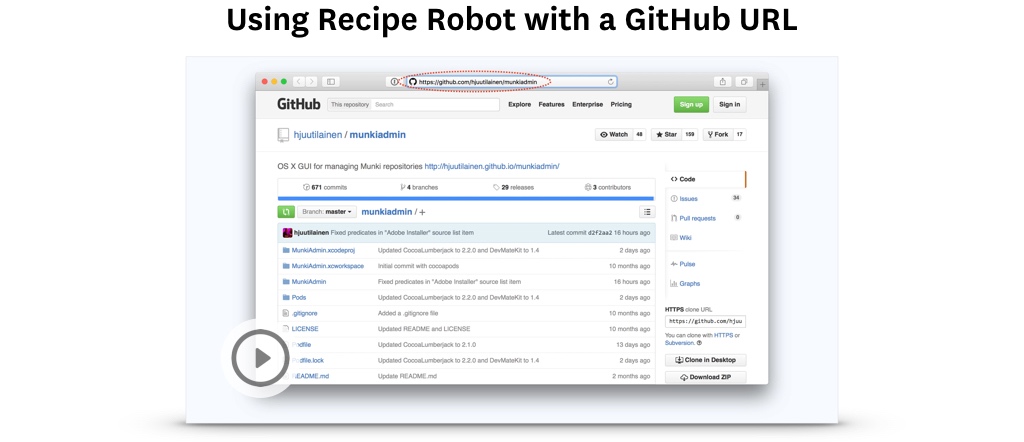 Using Recipe Robot with a GitHub URL
https://github.com/hjuutilainen/munkiadmin
GitHub This repository Search Explore Features Enterprise Pricing Sign up Sign in
hjuutilainen / munkiadmin Watch 48 Star 159 Fork 17
OS X GUI for managing Munki repositories http://hjuutilainen.github.io/munkiadmin/
671 commits 4 branches 29 releases 3 contributors
Branch: master munkiadmin / +
hjuutilainen Fixed predicates in "Adobe Installer" source list item Latest commit d2f2aa2 16 hours ago
MunkiAdmin.xcodeproj Updated CocoaLumberjack to 2.2.0 and DevMateKit to 1.4 2 days ago
MunkiAdmin.xcworkspace Initial commit with cocoapods 10 months ago
MunkiAdmin Fixed predicates in "Adobe Installer" source list item 16 hours ago
Pods Updated CocoaLumberjack to 2.2.0 and DevMateKit to 1.4 2 days ago
.gitignore Added a .gitignore file 10 months ago
LICENSE Updated README and LICENSE 10 months ago
dfile Updated CocoaLumberjack to 2.1.0 13 days ago
dfile.lock Updated CocoaLumberjack to 2.2.0 and DevMateKit to 1.4 2 days ago
EADME.md Update README.md 2 months ago
Code
Issues 34
Pull requests 0
Wiki
Pulse
Graphs
HTTPS clone URL
https://github.com/hjuu
You can clone with HTTPS or
Subversion.
Clone in Desktop
Download ZIP